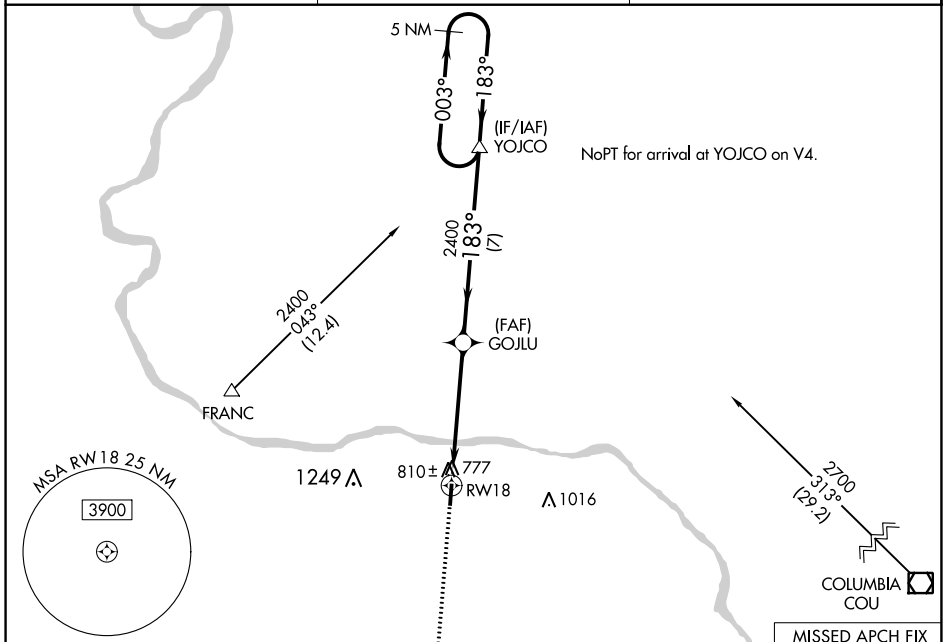 5 NM
003°
183°
(IF/IAF)
YOJCO
NoPT for arrival at YOJCO on V4.
2400
183°
(7)
2400
043°
(12.4)
(FAF)
GOJLU
FRANC
MSA RW18 25 NM
3900
1249
810±
777
RW18
1016
2700
313°
(29.2)
COLUMBIA
COU
MISSED APCH FIX